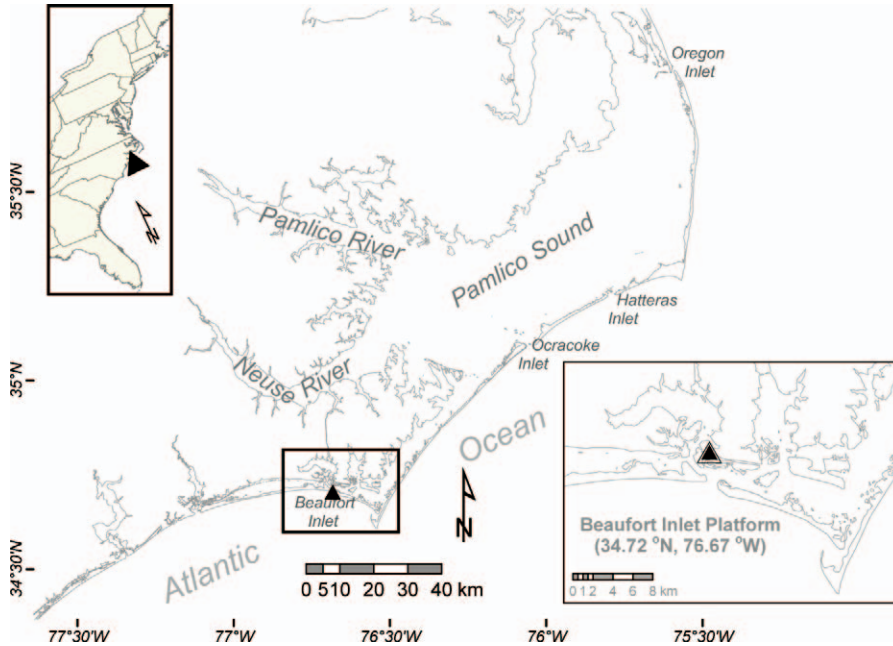 Oregon
Inlet
35°30'N
Pamlico River
Pamlico Sound
Hatteras
Inlet
Ocracoke
Inlet
35°N
Neuse River
Ocean
N
N
Beaufort
Inlet
Atlantic
34°30'N
0 510 20 30 40 km
Beaufort Inlet Platform
(34.72 °N, 76.67 °W)
0 1 2 4 6 8 km
77°30'W
77°W
76°30'W
76°W
75°30'W